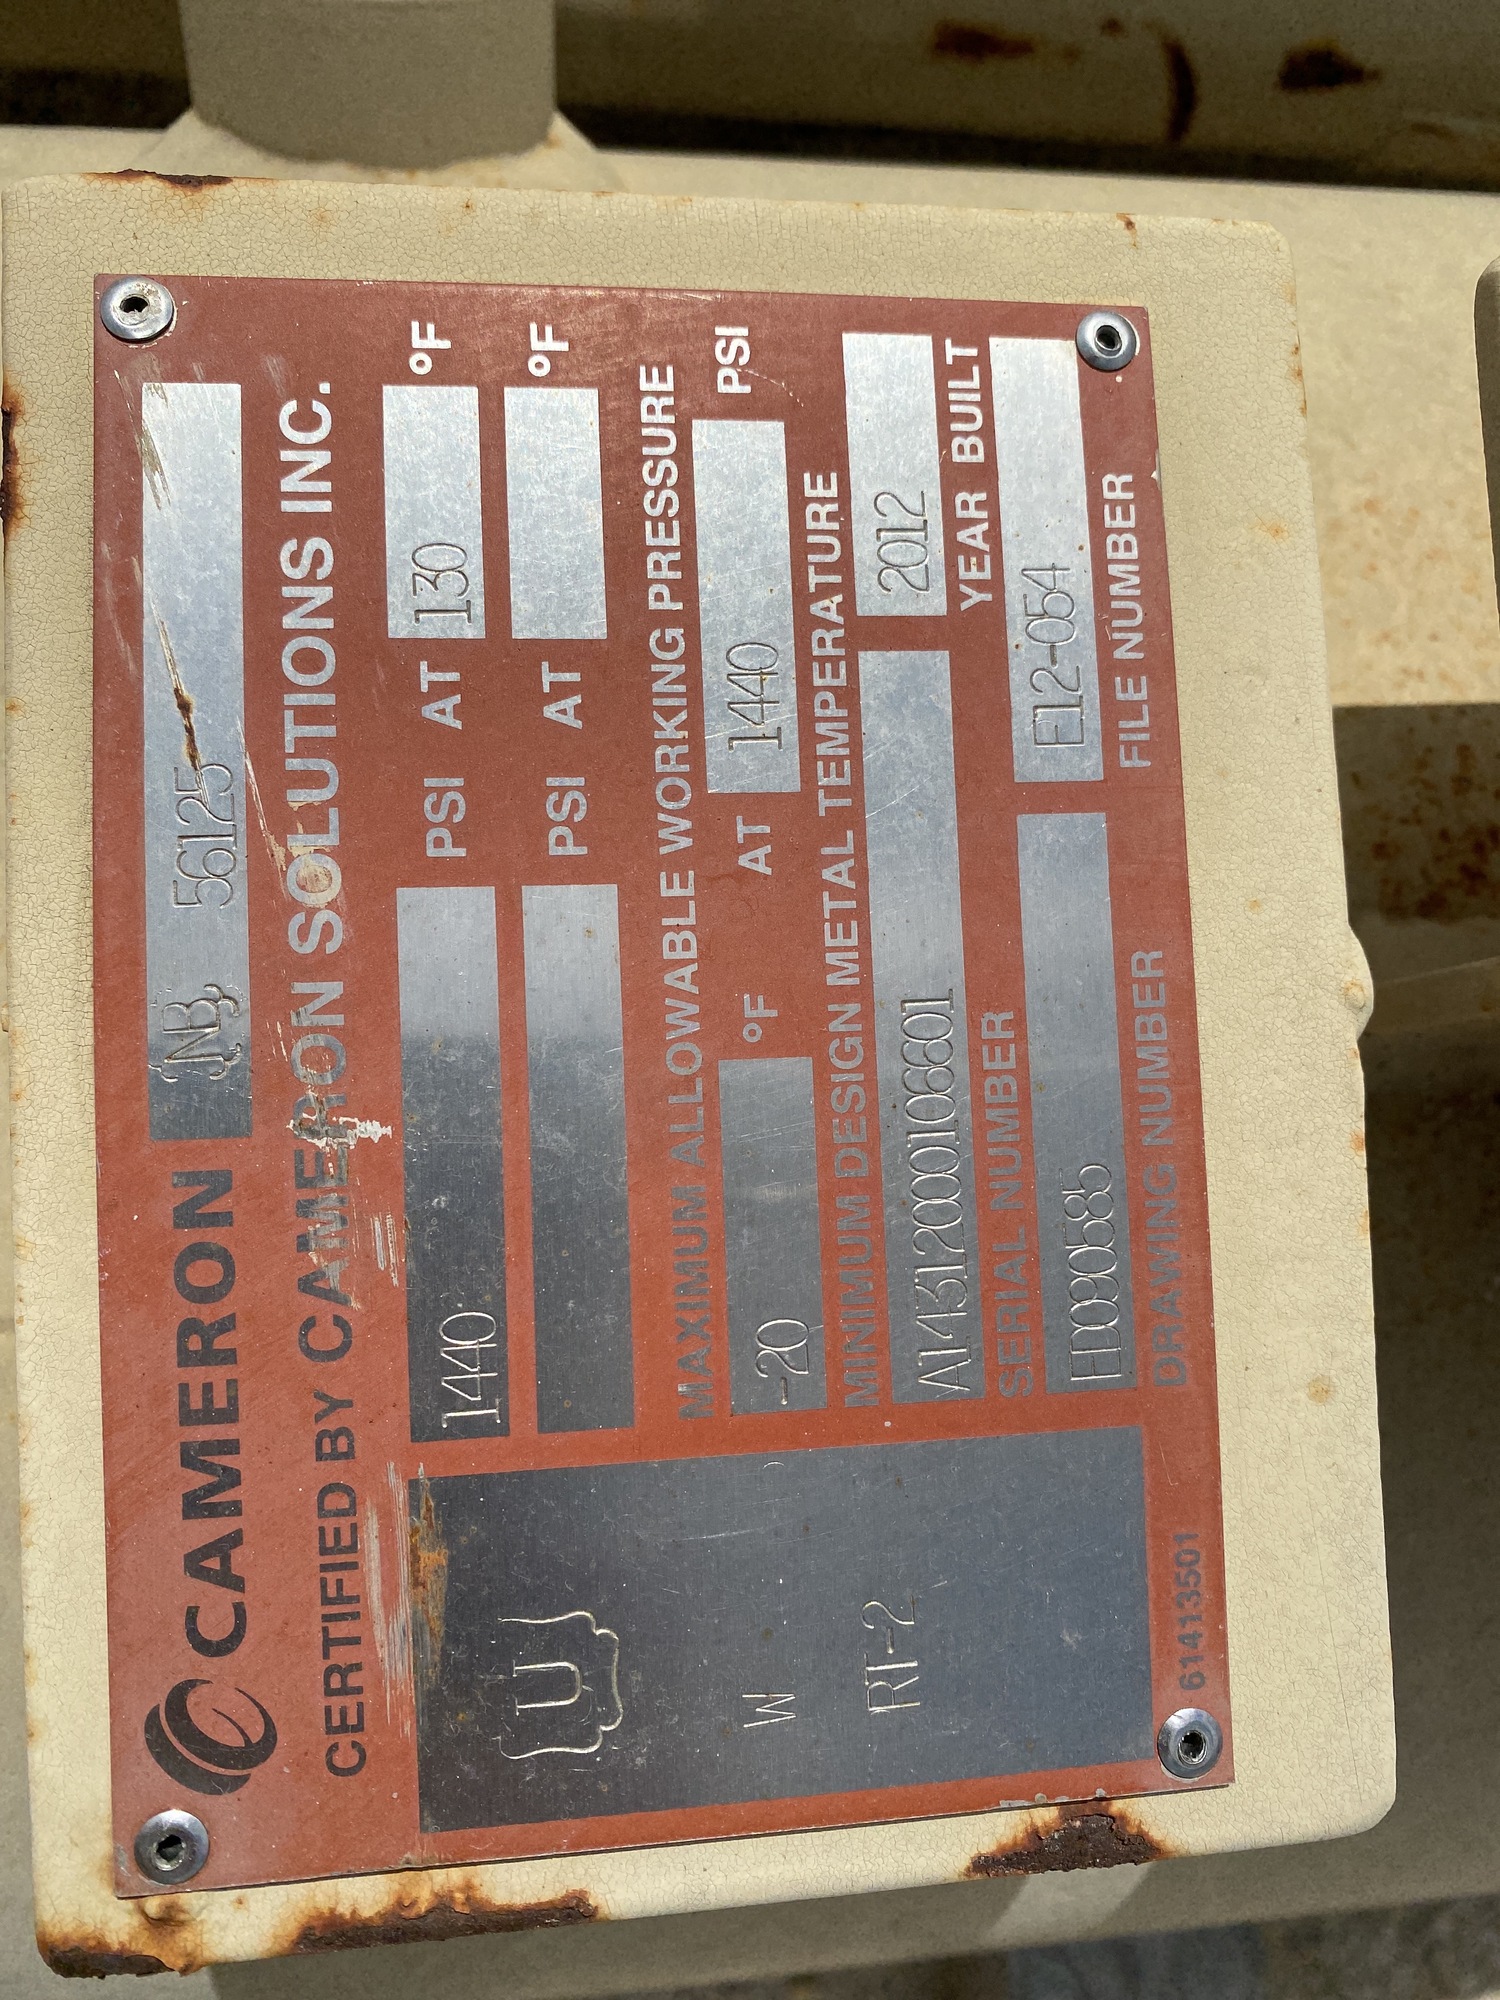 CAMERON NB 56125
CERTIFIED BY CAMERON SOLUTIONS INC.
1440 PSI AT 130 °F
PSI AT °F
MAXIMUM ALLOWABLE WORKING PRESSURE
-20 °F AT 1440 PSI
MINIMUM DESIGN METAL TEMPERATURE
A14312000106601 2012
SERIAL NUMBER YEAR BUILT
ED090585 E12-054
DRAWING NUMBER FILE NUMBER
U
W
RT-2
61413501